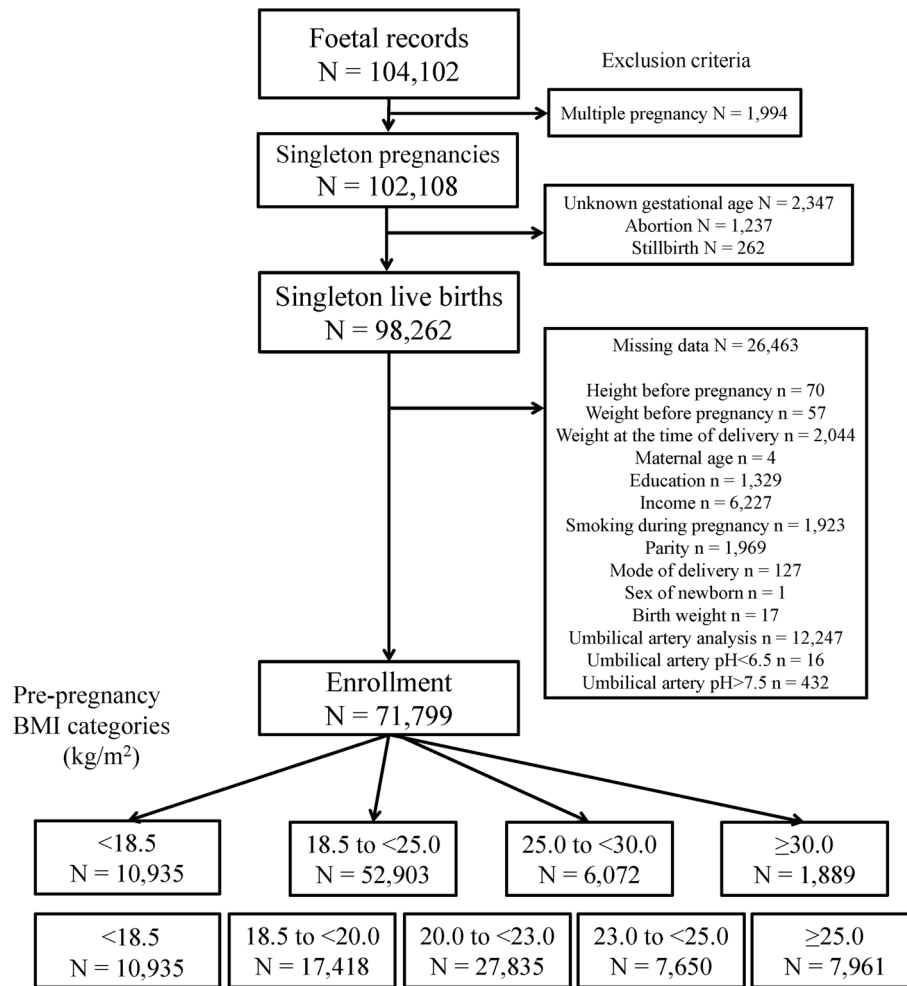 Foetal records
N = 104,102
Exclusion criteria
Multiple pregnancy N = 1,994
Singleton pregnancies
N = 102,108
Unknown gestational age N = 2,347
Abortion N = 1,237
Stillbirth N = 262
Singleton live births
N = 98,262
Missing data N = 26,463
Height before pregnancy n = 70
Weight before pregnancy n = 57
Weight at the time of delivery n = 2,044
Maternal age n = 4
Education n = 1,329
Income n = 6,227
Smoking during pregnancy n = 1,923
Parity n = 1,969
Mode of delivery n = 127
Sex of newborn n = 1
Birth weight n = 17
Umbilical artery analysis n = 12,247
Umbilical artery pH<6.5 n = 16
Umbilical artery pH>7.5 n = 432
Enrollment
N = 71,799
Pre-pregnancy
BMI categories
(kg/m²)
<18.5
N = 10,935
18.5 to <25.0
N = 52,903
25.0 to <30.0
N = 6,072
≥30.0
N = 1,889
<18.5
N = 10,935
18.5 to <20.0
N = 17,418
20.0 to <23.0
N = 27,835
23.0 to <25.0
N = 7,650
≥25.0
N = 7,961